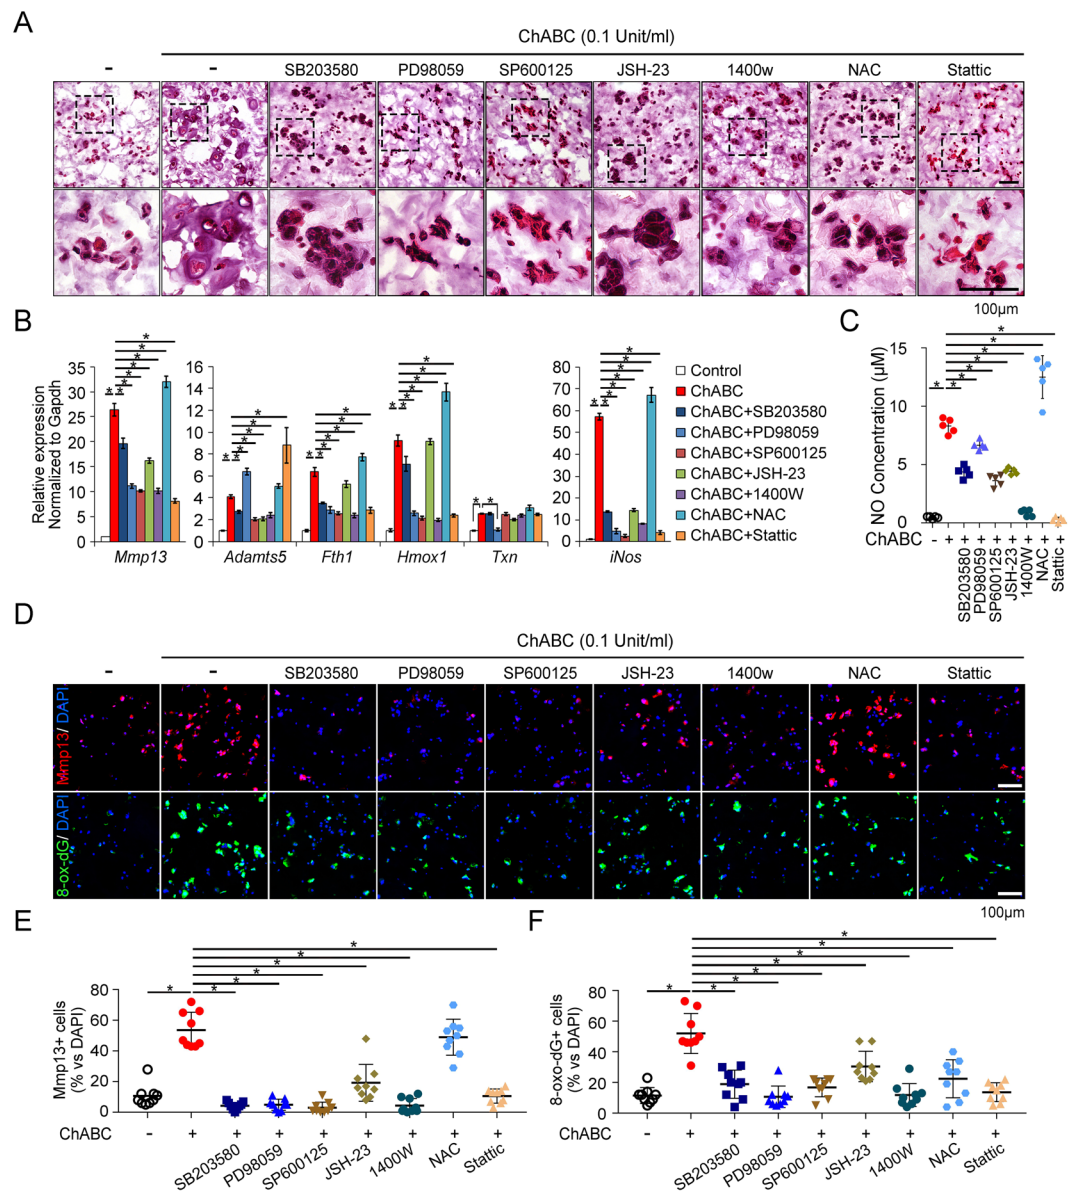 A
ChABC (0.1 Unit/ml)
- - SB203580 PD98059 SP600125 JSH-23 1400w NAC Stattic
100µm
B
Relative expression
Normalized to Gapdh
35
30
25
20
15
10
5
0
Mmp13
16
14
12
10
8
6
4
2
0
Adamts5 Fth1 Hmox1 Txn
80
70
60
50
40
30
20
10
0
iNos
Control
ChABC
ChABC+SB203580
ChABC+PD98059
ChABC+SP600125
ChABC+JSH-23
ChABC+1400W
ChABC+NAC
ChABC+Stattic
* * * * * * * *
* * * * * * *
* * * * * * *
* * * * * *
* *
* * * * * * * *
C
NO Concentration (µM)
15
10
5
0
* * * * * * * *
ChABC - + + + + + + + +
SB203580
PD98059
SP600125
JSH-23
1400W
NAC
Stattic
D
ChABC (0.1 Unit/ml)
- - SB203580 PD98059 SP600125 JSH-23 1400w NAC Stattic
Mmp13/ DAPI
8-ox-dG/ DAPI
100µm
E
Mmp13+ cells
(% vs DAPI)
80
60
40
20
0
* * * * * * *
ChABC - + + + + + + + +
SB203580
PD98059
SP600125
JSH-23
1400W
NAC
Stattic
F
8-oxo-dG+ cells
(% vs DAPI)
80
60
40
20
0
* * * * * * * *
ChABC - + + + + + + + +
SB203580
PD98059
SP600125
JSH-23
1400W
NAC
Stattic